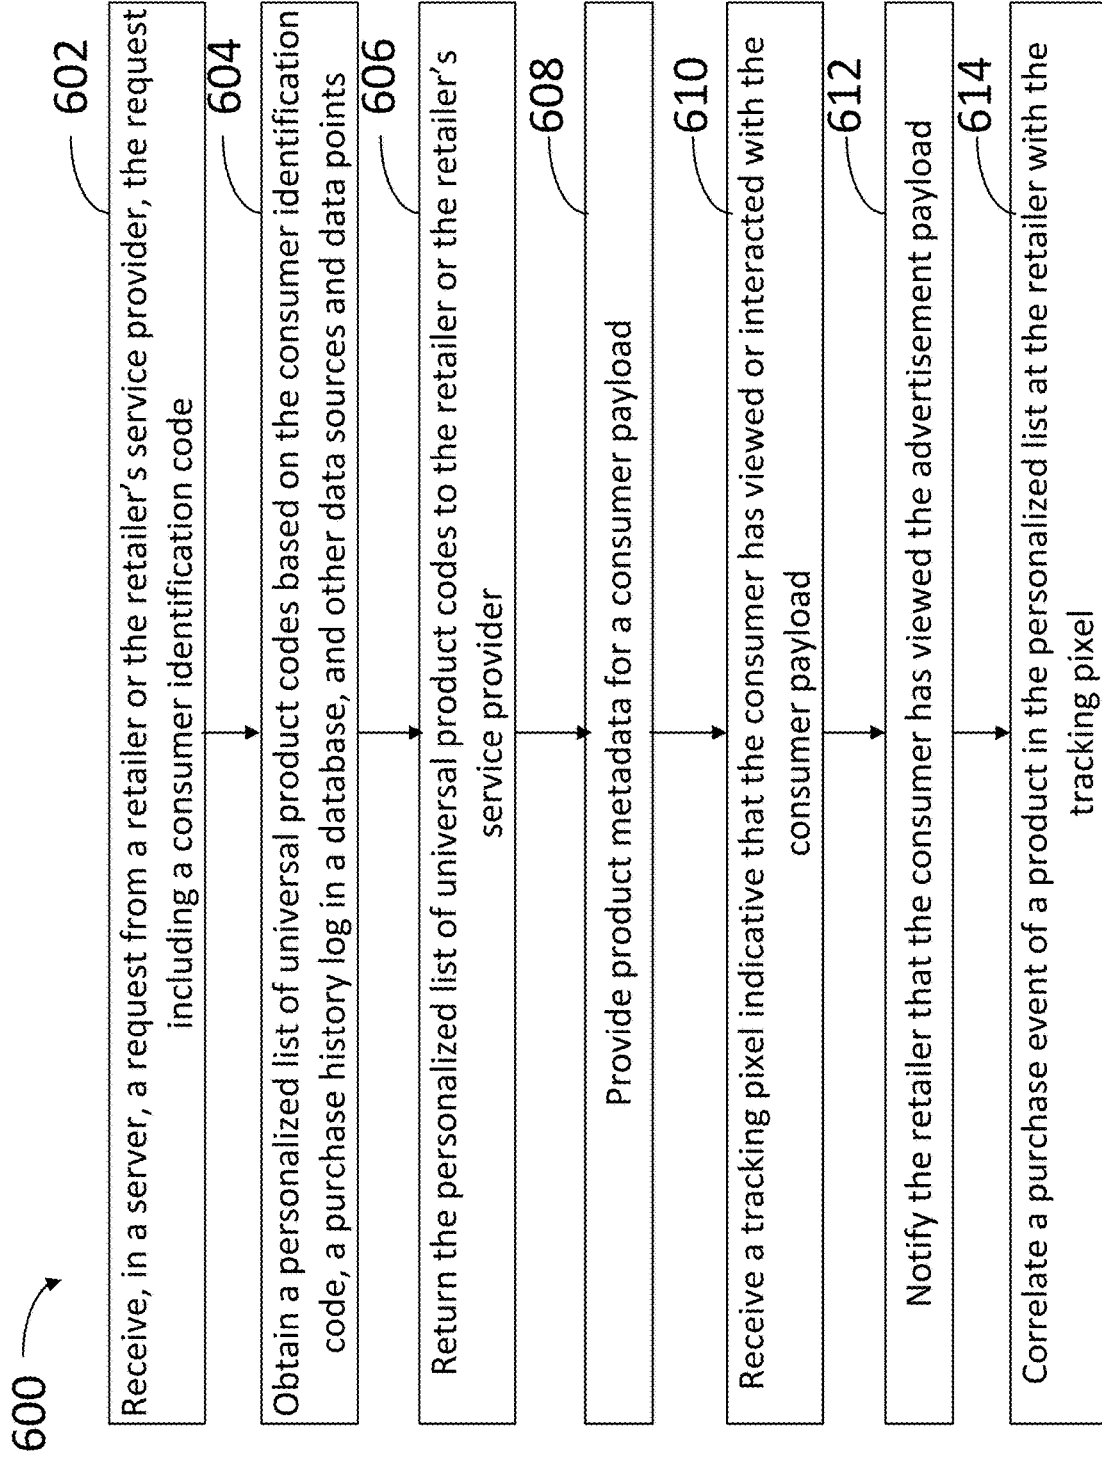 600
602
Receive, in a server, a request from a retailer or the retailer’s service provider, the request
including a consumer identification code
604
Obtain a personalized list of universal product codes based on the consumer identification
code, a purchase history log in a database, and other data sources and data points
606
Return the personalized list of universal product codes to the retailer or the retailer’s
service provider
608
Provide product metadata for a consumer payload
610
Receive a tracking pixel indicative that the consumer has viewed or interacted with the
consumer payload
612
Notify the retailer that the consumer has viewed the advertisement payload
614
Correlate a purchase event of a product in the personalized list at the retailer with the
tracking pixel